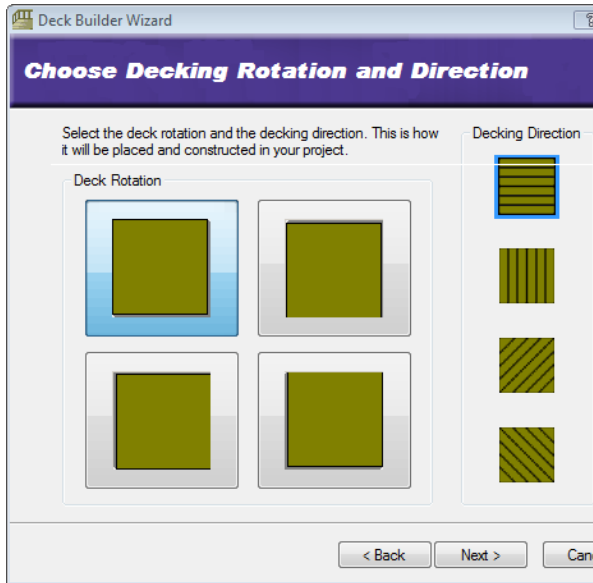 Deck Builder Wizard
Choose Decking Rotation and Direction
Select the deck rotation and the decking direction. This is how
it will be placed and constructed in your project.
Decking Direction
Deck Rotation
< Back
Next >